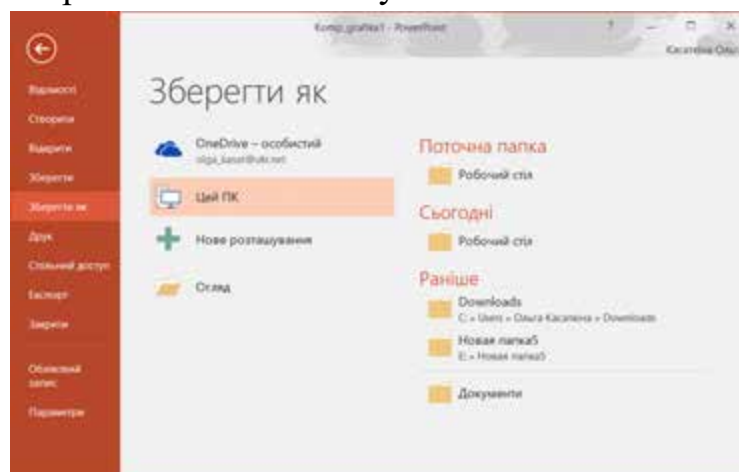 Komp_grafika1 - PowerPoint
?
Касаткіна Ольга
Відомості
Створити
Відкрити
Зберегти
Зберегти як
Друк
Спільний доступ
Експорт
Закрити
Обліковий
запис
Параметри
Зберегти як
OneDrive – особистий
Цей ПК
Нове розташування
Огляд
Поточна папка
Робочий стіл
Сьогодні
Робочий стіл
Раніше
Downloads
C: » Users » Ольга » Downloads
Новая папка5
E: » Новая папка5
Документи